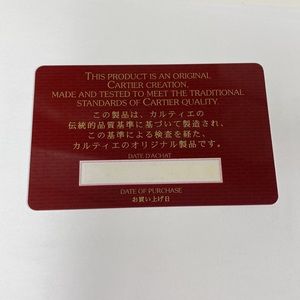 THIS PRODUCT IS AN ORIGINAL
CARTIER CREATION,
MADE AND TESTED TO MEET THE TRADITIONAL
STANDARDS OF CARTIER QUALITY.
この製品は、カルティエの
伝統的品質基準に基づいて製造され、
この基準による検査を経た、
カルティエのオリジナル製品です。
DATE D'ACHAT
DATE OF PURCHASE
お買い上げ日